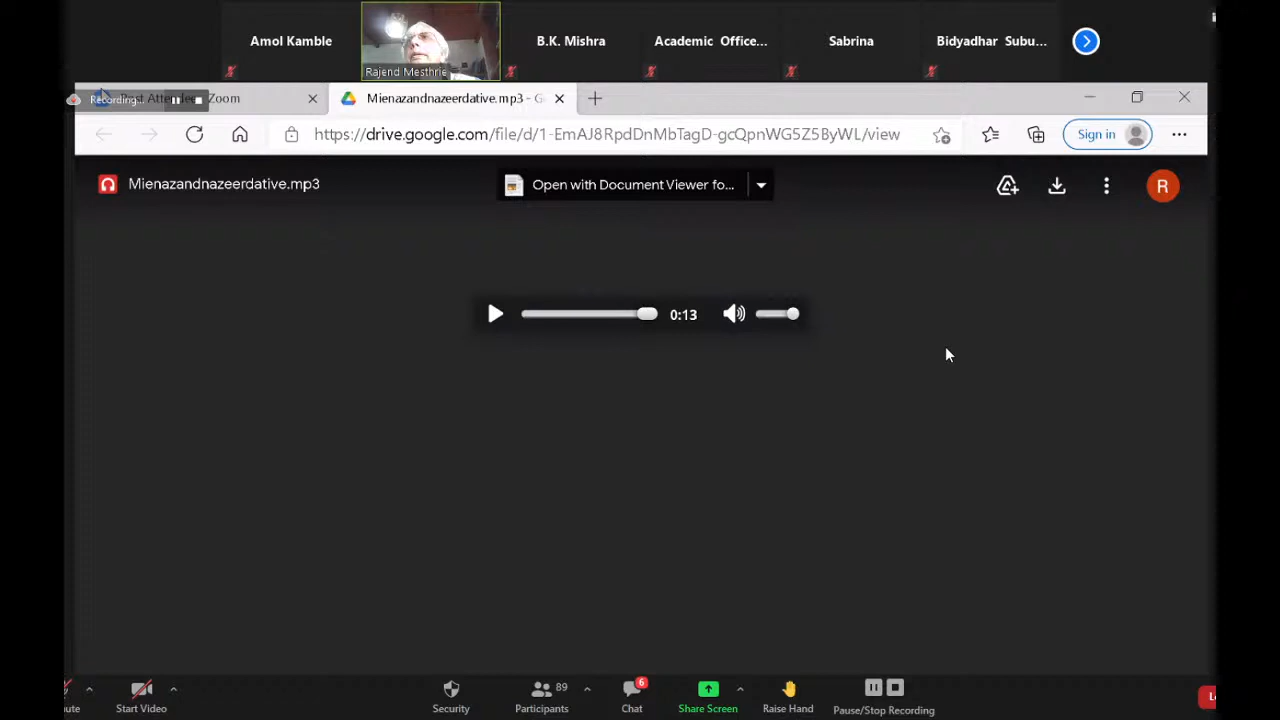 Amol Kamble
Rajend Mesthrie
B.K. Mishra
Academic Office...
Sabrina
Bidyadhar Subu...
Recording
Zoom
Mienazandnazeerdative.mp3 - G
https://drive.google.com/file/d/1-EmAJ8RpdDnMbTagD-gcQpnWG5Z5ByWL/view
Sign in
Mienazandnazeerdative.mp3
Open with Document Viewer fo...
R
0:13
ute
Start Video
Security
89
Participants
6
Chat
Share Screen
Raise Hand
Pause/Stop Recording